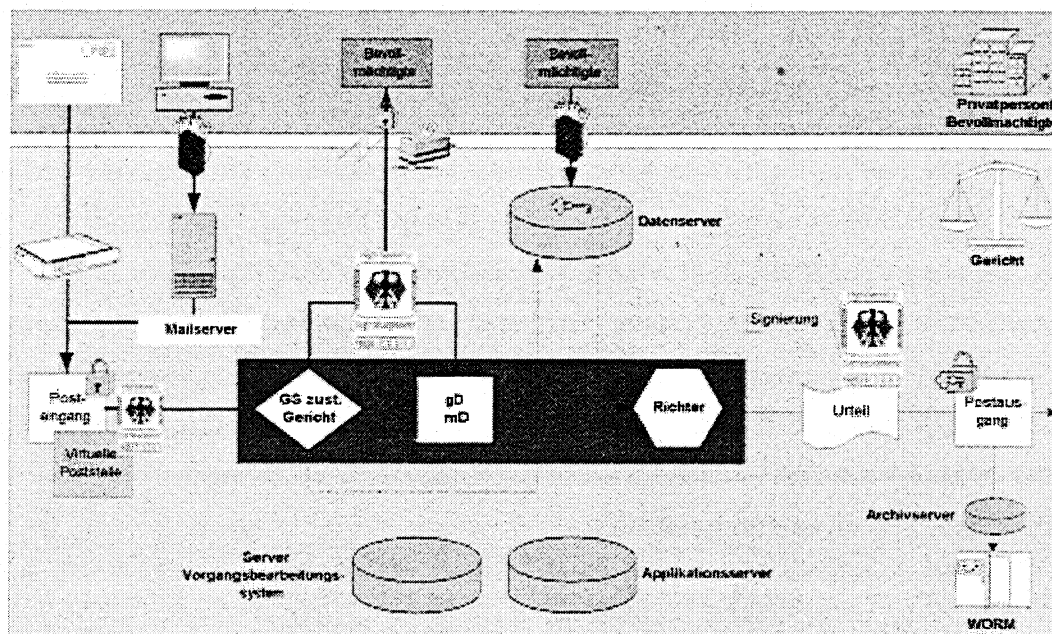 Bevoll-
mächtigte
Bevoll-
mächtigte
Privatperson/
Bevollmächtigte
Datenserver
Gericht
Mailserver
Signierung
Post-
eingang
Virtuelle
Poststelle
GS zust.
Gericht
gD
mD
Richter
Urteil
Postaus-
gang
Archivserver
Server
Vorgangsbearbeitungs-
system
Applikationsserver
WORM